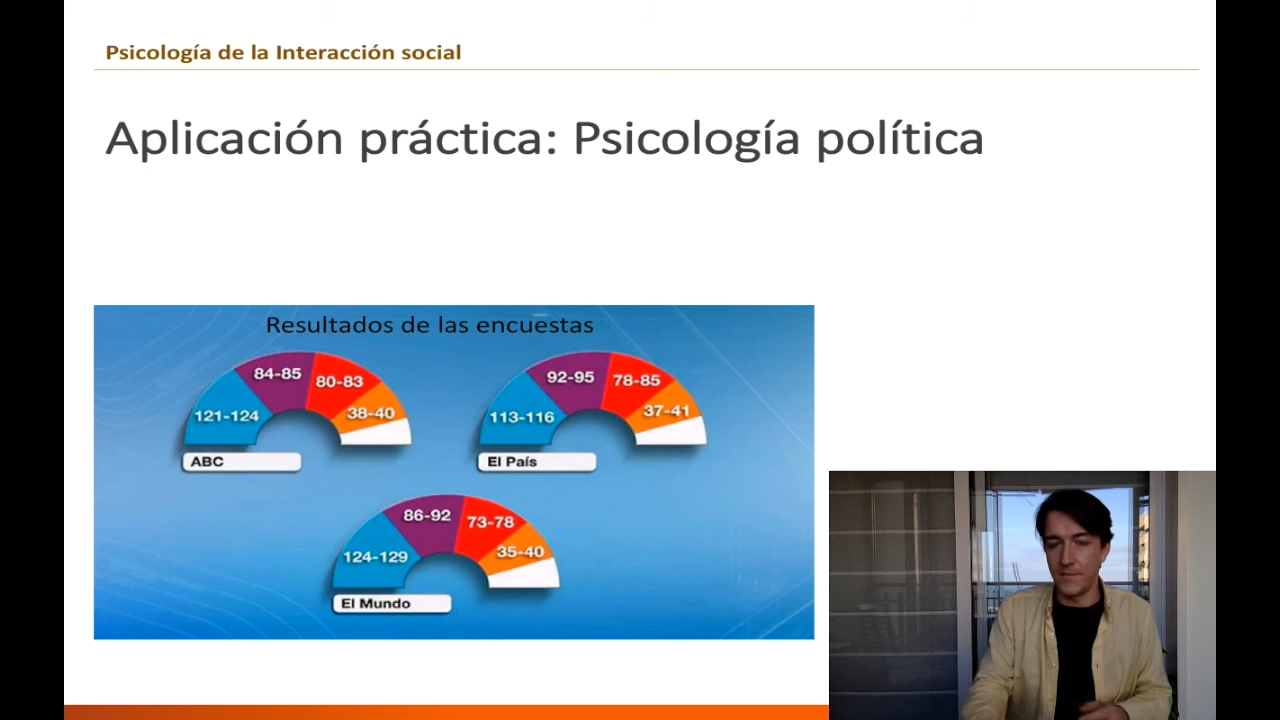 Psicología de la Interacción social
Aplicación práctica: Psicología política
Resultados de las encuestas
121-124
84-85
80-83
38-40
ABC
113-116
92-95
78-85
37-41
El País
124-129
86-92
73-78
35-40
El Mundo